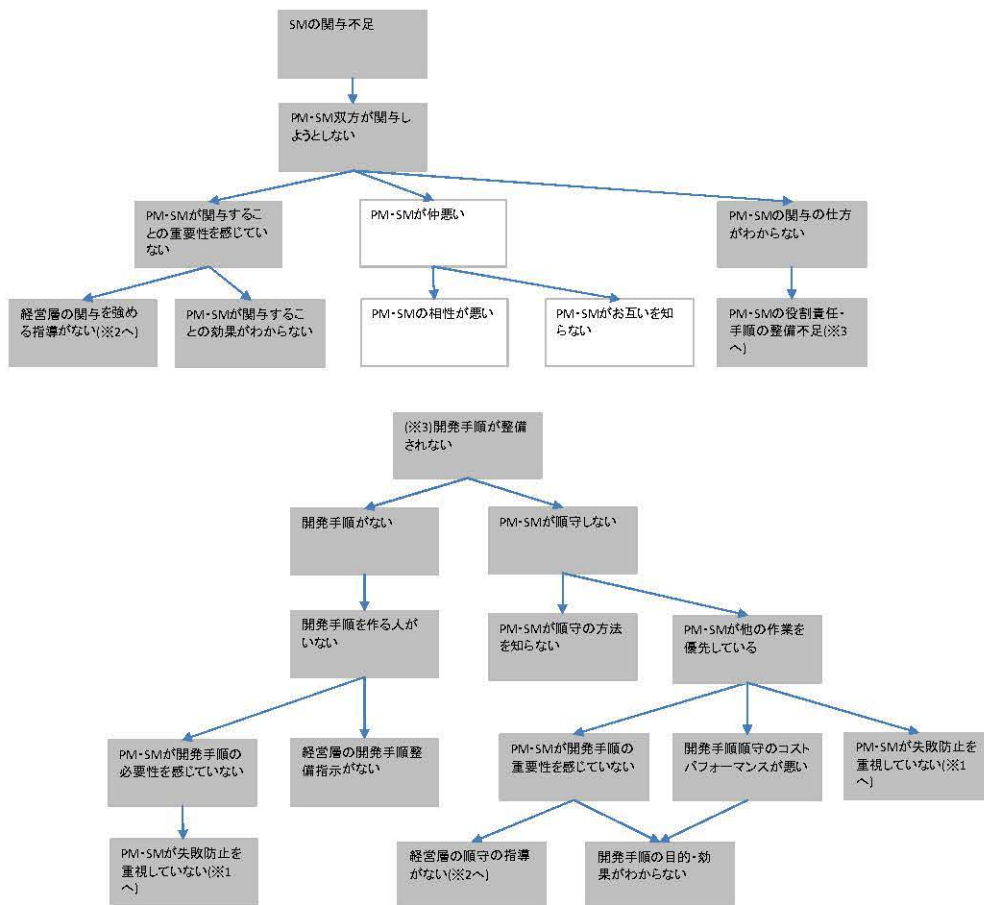 SMの関与不足
PM・SM双方が関与し
ようとしない
PM・SMが関与するこ
との重要性を感じてい
ない
PM・SMが仲悪い
PM・SMの関与の仕方
がわからない
経営層の関与を強め
る指導がない(※2へ)
PM・SMが関与するこ
との効果がわからない
PM・SMの相性が悪い
PM・SMがお互いを知
らない
PM・SMの役割責任・
手順の整備不足(※3
へ)
(※3)開発手順が整備
されない
開発手順がない
PM・SMが順守しない
開発手順を作る人が
いない
PM・SMが順守の方法
を知らない
PM・SMが他の作業を
優先している
PM・SMが開発手順の
必要性を感じていない
経営層の開発手順整
備指示がない
PM・SMが開発手順の
重要性を感じていない
開発手順順守のコスト
パフォーマンスが悪い
PM・SMが失敗防止を
重視していない(※1
へ)
PM・SMが失敗防止を
重視していない(※1
へ)
経営層の順守の指導
がない(※2へ)
開発手順の目的・効
果がわからない